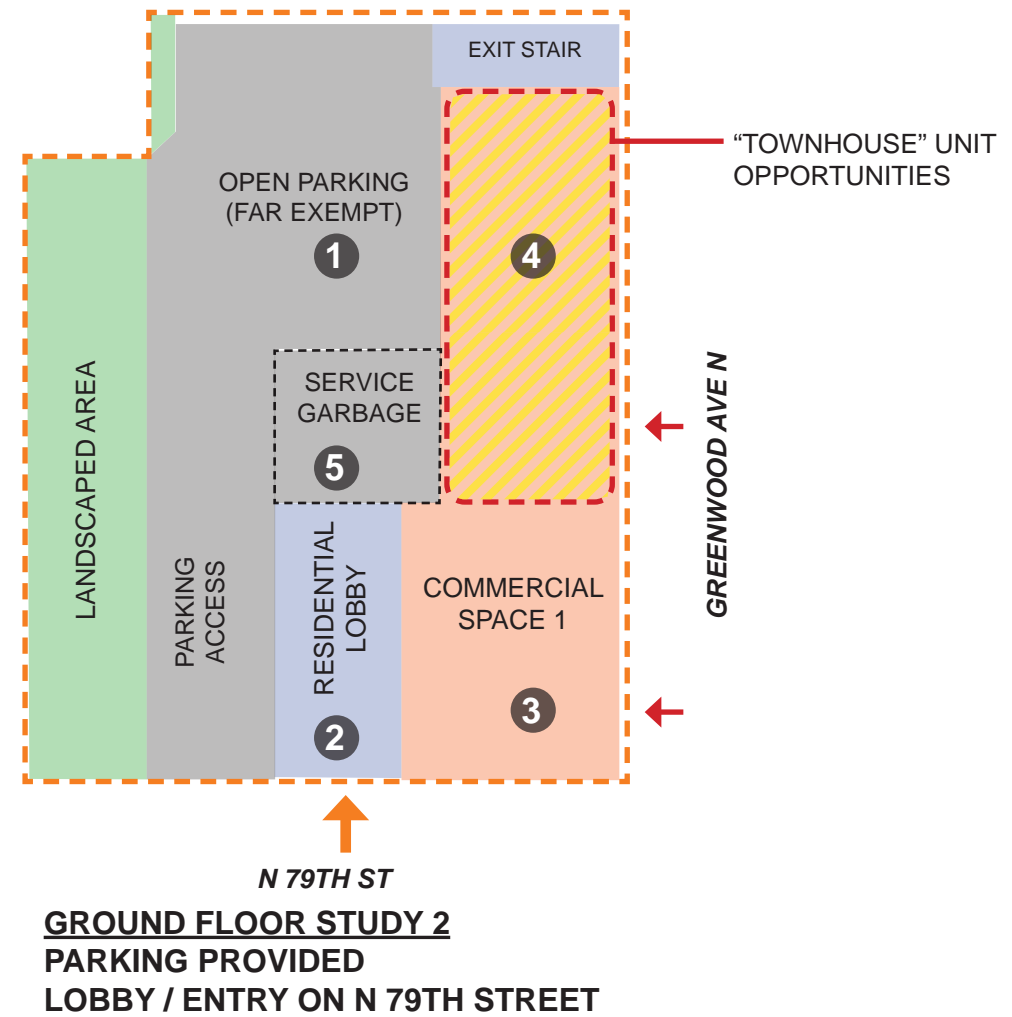 EXIT STAIR
“TOWNHOUSE” UNIT
OPPORTUNITIES
OPEN PARKING
(FAR EXEMPT)
1
4
SERVICE
GARBAGE
5
LANDSCAPED AREA
PARKING
ACCESS
RESIDENTIAL
LOBBY
2
COMMERCIAL
SPACE 1
3
GREENWOOD AVE N
N 79TH ST
GROUND FLOOR STUDY 2
PARKING PROVIDED
LOBBY / ENTRY ON N 79TH STREET